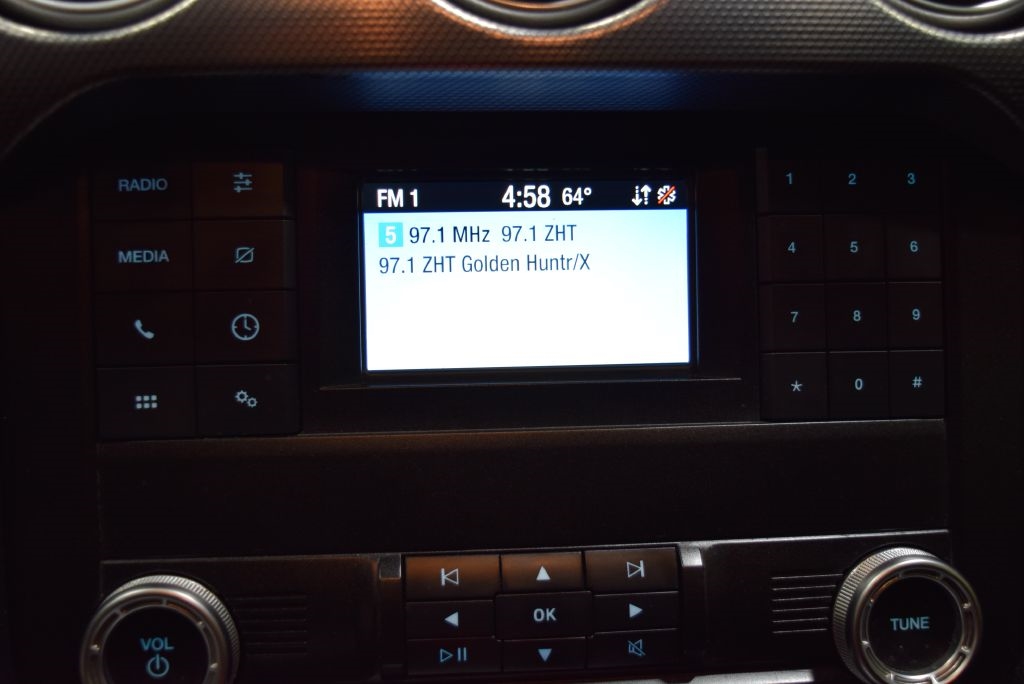 FM 1 4:58 64°
5 97.1 MHz 97.1 ZHT
97.1 ZHT Golden Huntr/X
RADIO
MEDIA
1 2 3
4 5 6
7 8 9
* 0 #
OK
VOL
TUNE